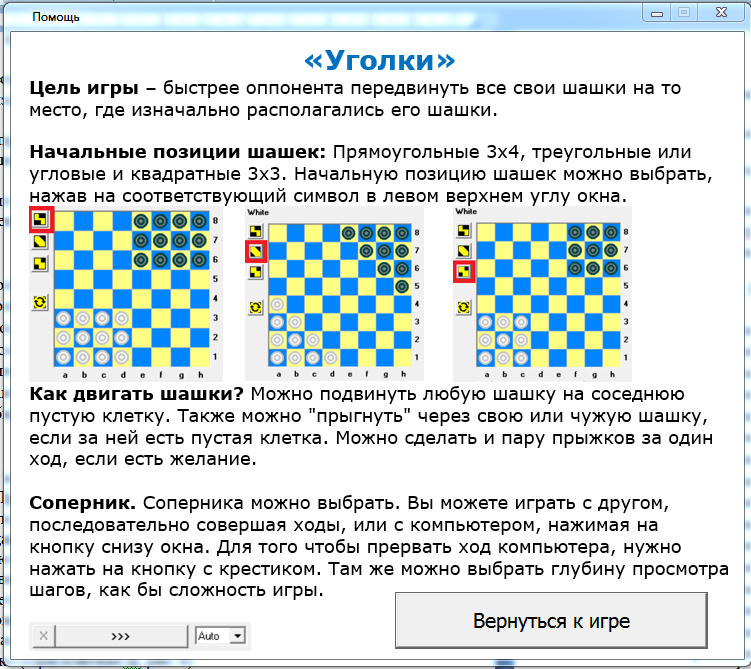 Помощь
«Уголки»
Цель игры – быстрее оппонента передвинуть все свои шашки на то
место, где изначально располагались его шашки.
Начальные позиции шашек: Прямоугольные 3х4, треугольные или
угловые и квадратные 3х3. Начальную позицию шашек можно выбрать,
нажав на соответствующий символ в левом верхнем углу окна.
8
7
6
5
4
3
2
1
a b c d e f g h
White
8
7
6
5
4
3
2
1
a b c d e f g h
White
8
7
6
5
4
3
2
1
a b c d e f g h
Как двигать шашки? Можно подвинуть любую шашку на соседнюю
пустую клетку. Также можно "прыгнуть" через свою или чужую шашку,
если за ней есть пустая клетка. Можно сделать и пару прыжков за один
ход, если есть желание.
Соперник. Соперника можно выбрать. Вы можете играть с другом,
последовательно совершая ходы, или с компьютером, нажимая на
кнопку снизу окна. Для того чтобы прервать ход компьютера, нужно
нажать на кнопку с крестиком. Там же можно выбрать глубину просмотра
шагов, как бы сложность игры.
>>> Auto
Вернуться к игре